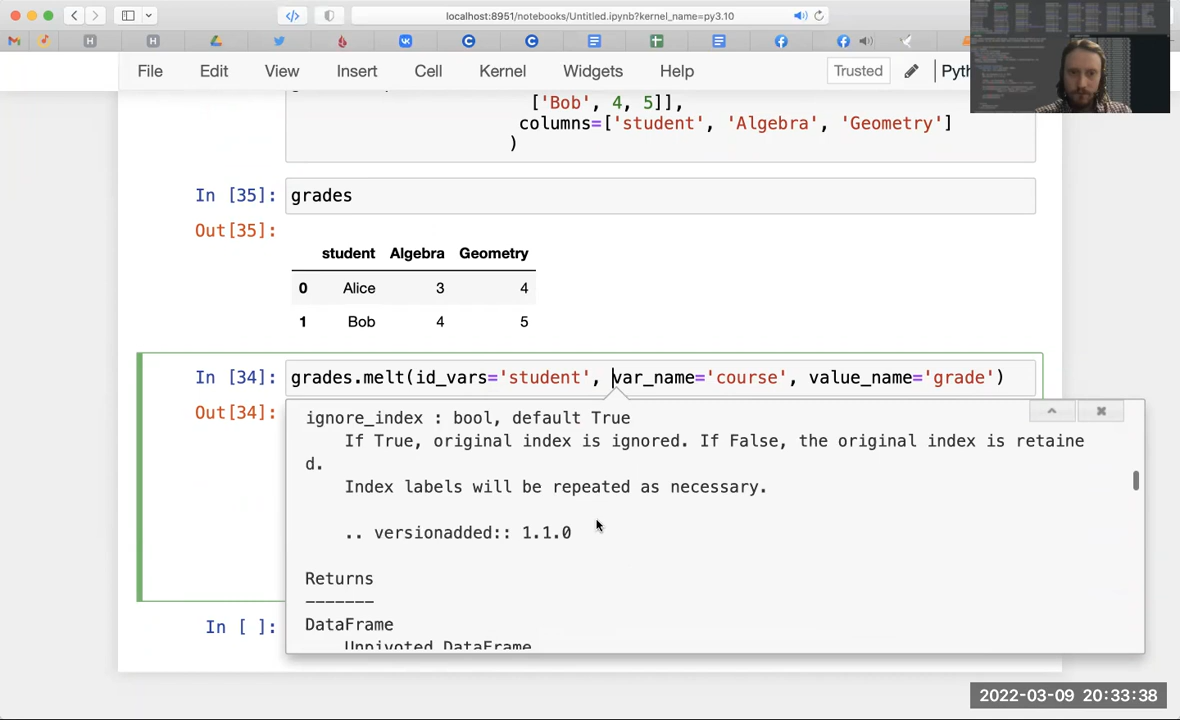 localhost:8951/notebooks/Untitled.ipynb?kernel_name=py3.10
File Edit View Insert Cell Kernel Widgets Help Trusted
['Bob', 4, 5]],
columns=['student', 'Algebra', 'Geometry']
)
In [35]: grades
Out[35]:
student Algebra Geometry
0 Alice 3 4
1 Bob 4 5
In [34]: grades.melt(id_vars='student', var_name='course', value_name='grade')
Out[34]:
ignore_index : bool, default True
If True, original index is ignored. If False, the original index is retaine
d.
Index labels will be repeated as necessary.
.. versionadded:: 1.1.0
Returns
-------
DataFrame
Unpivoted DataFrame
In [ ]:
2022-03-09 20:33:38